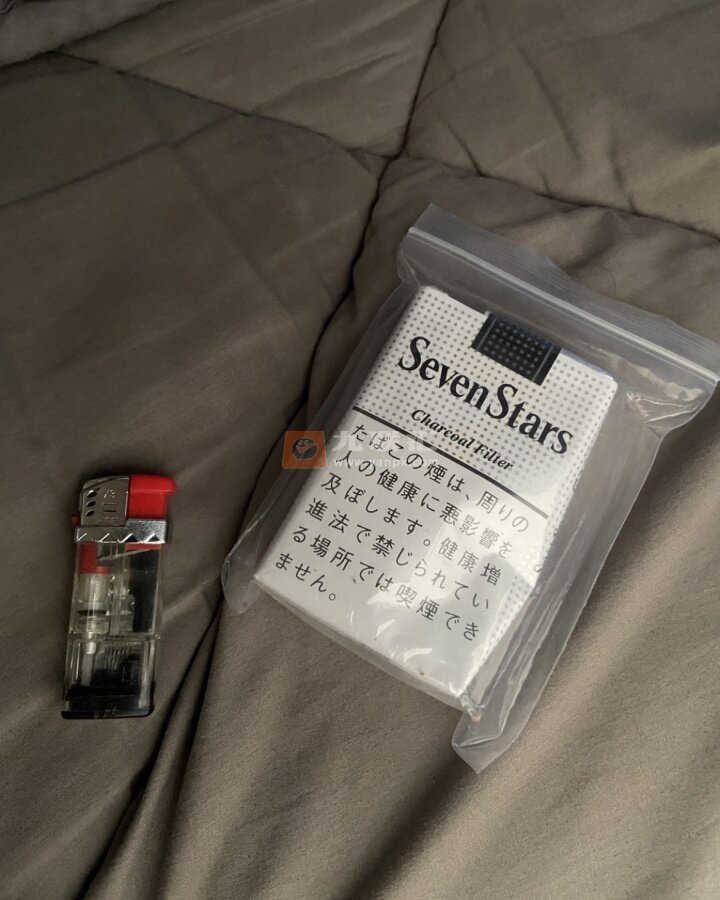 SevenStars
Charcoal Filter
たばこの煙は、周りの
人の健康に悪影響を
及ぼします。健康増
進法で禁じられてい
る場所では喫煙でき
ません。